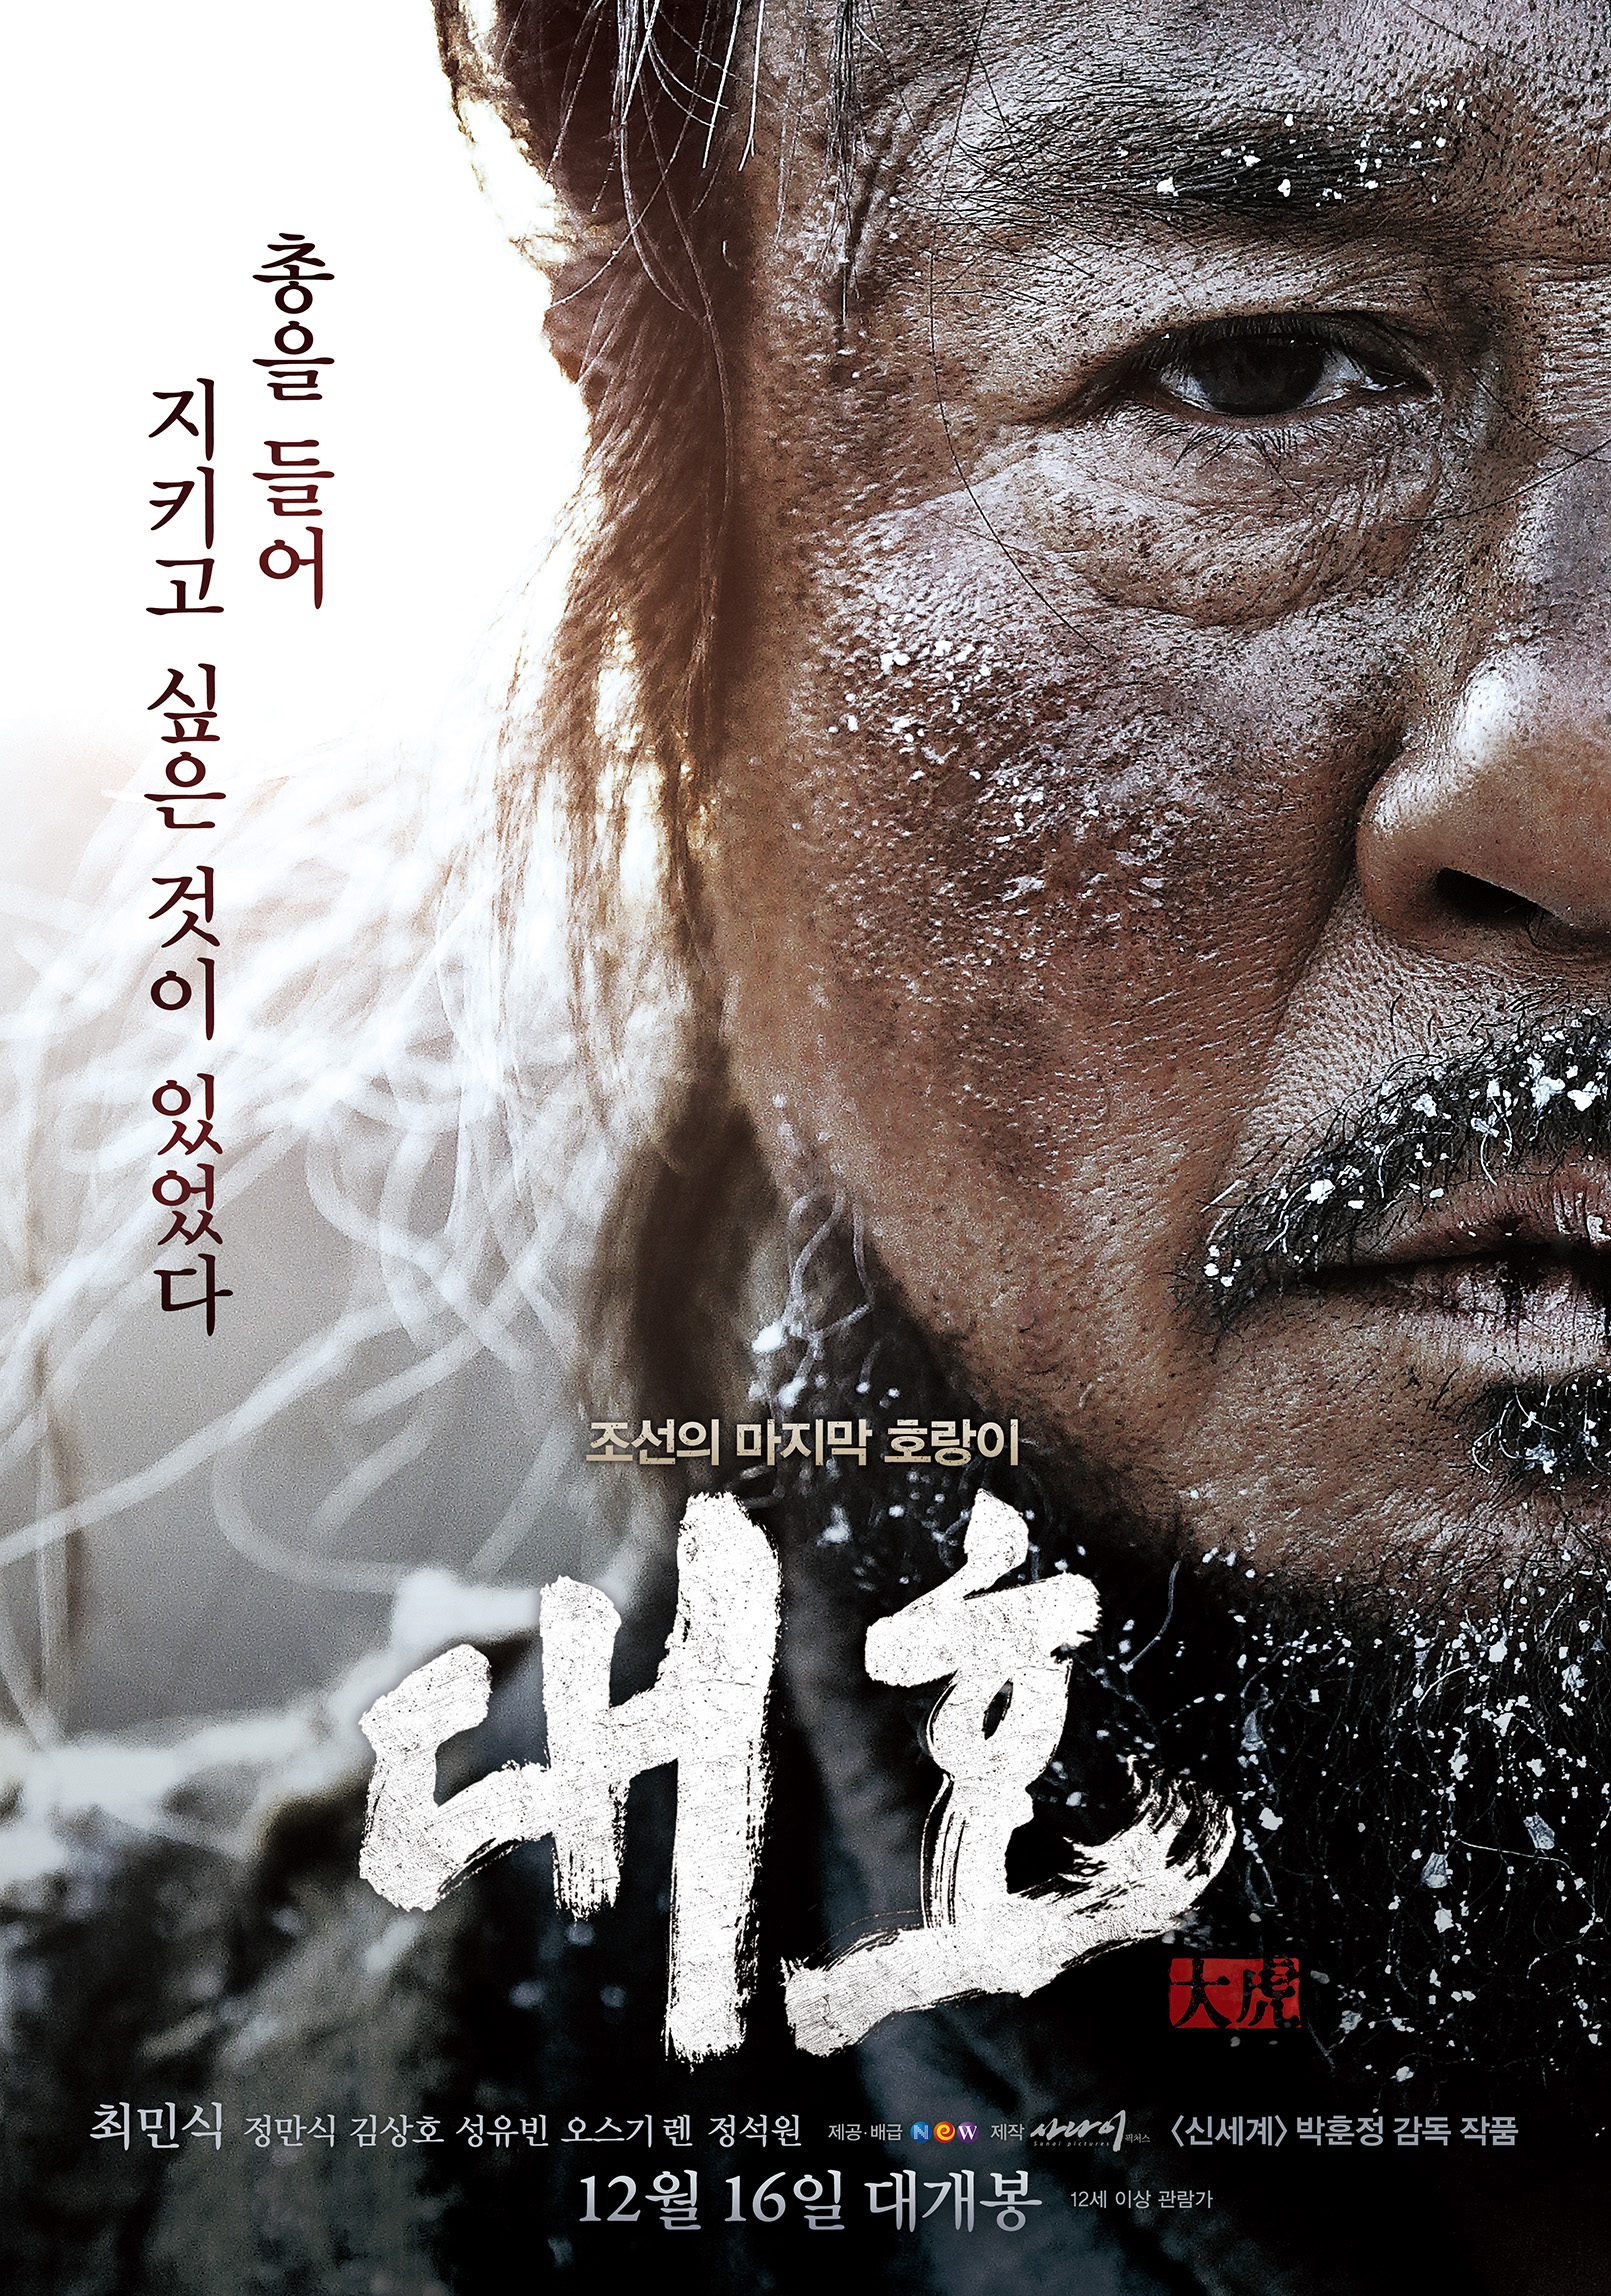 총을 들어
지키고 싶은 것이 있었다
조선의 마지막 호랑이
대호
大虎
최민식 정만식 김상호 성유빈 오스기 렌 정석원 제공·배급 NEW 제작 사나이픽처스 Sanai pictures 〈신세계〉 박훈정 감독 작품
12월 16일 대개봉 12세 이상 관람가